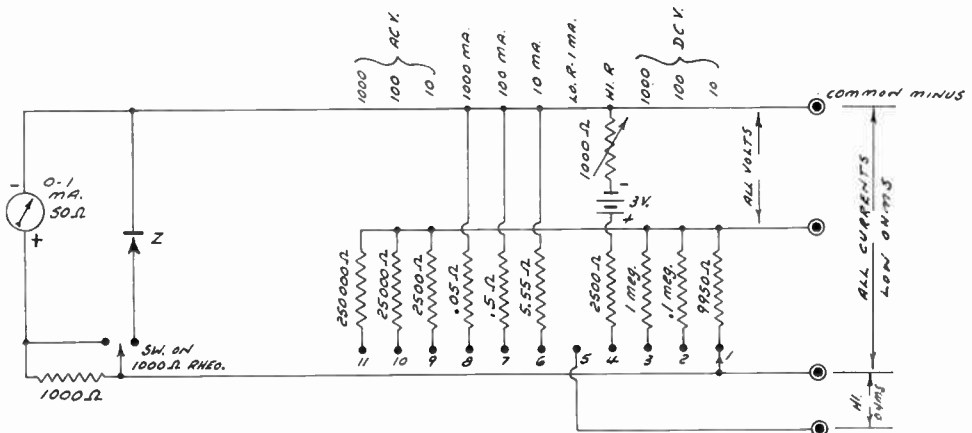 AC V.
1000
100
10
1000 MA.
100 MA.
10 MA.
LO. R-1 MA.
HI. R
DC V.
1000
100
10
COMMON MINUS
-
0-1
MA.
50Ω
+
Z
1000Ω
-
3V.
+
ALL VOLTS
ALL CURRENTS
LOW OHMS
250000Ω
25000Ω
2500Ω
.05Ω
.5Ω
5.55Ω
2500Ω
1 meg.
.1 meg.
9950Ω
11
10
9
8
7
6
5
4
3
2
1
SW. ON
1000Ω RHEO.
1000Ω
HI.
OHMS